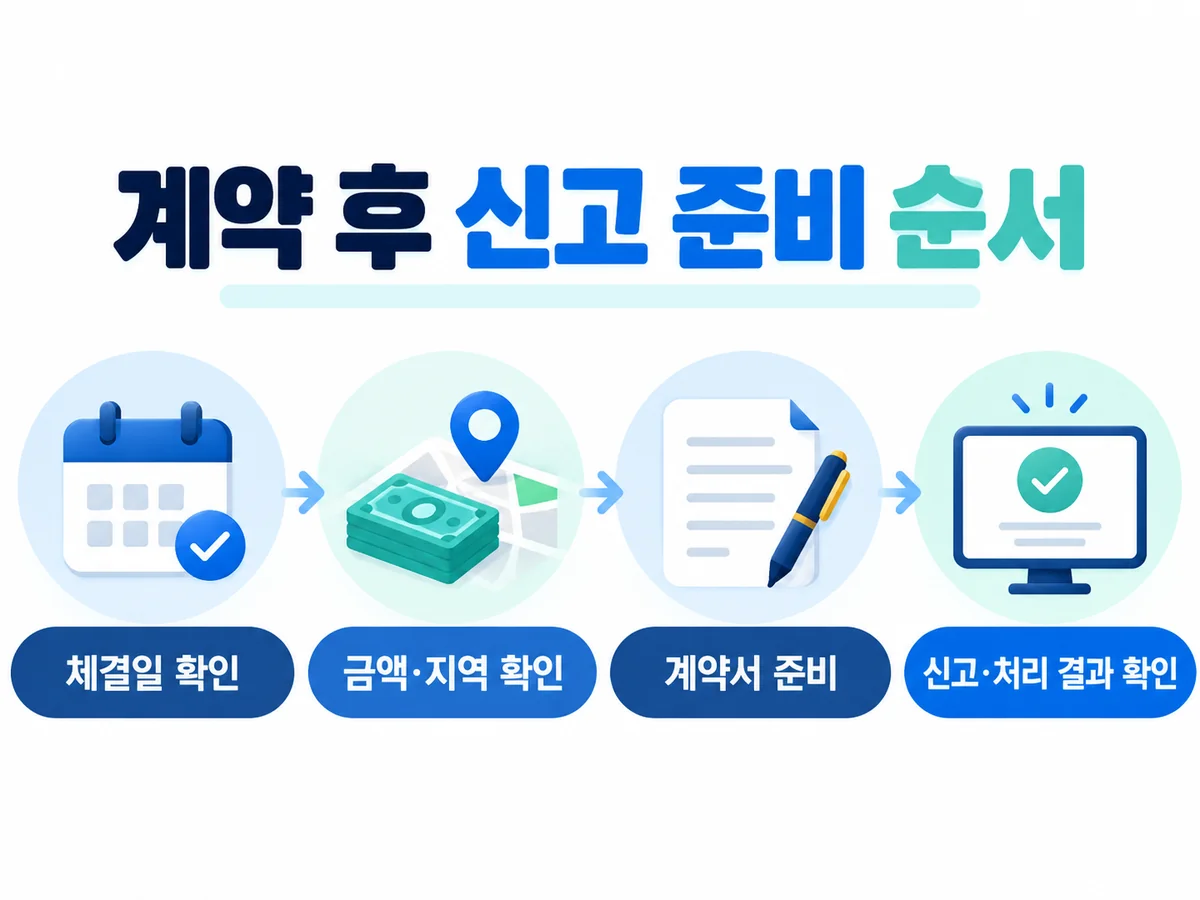 계약 후 신고 준비 순서
체결일 확인
금액·지역 확인
계약서 준비
신고·처리 결과 확인